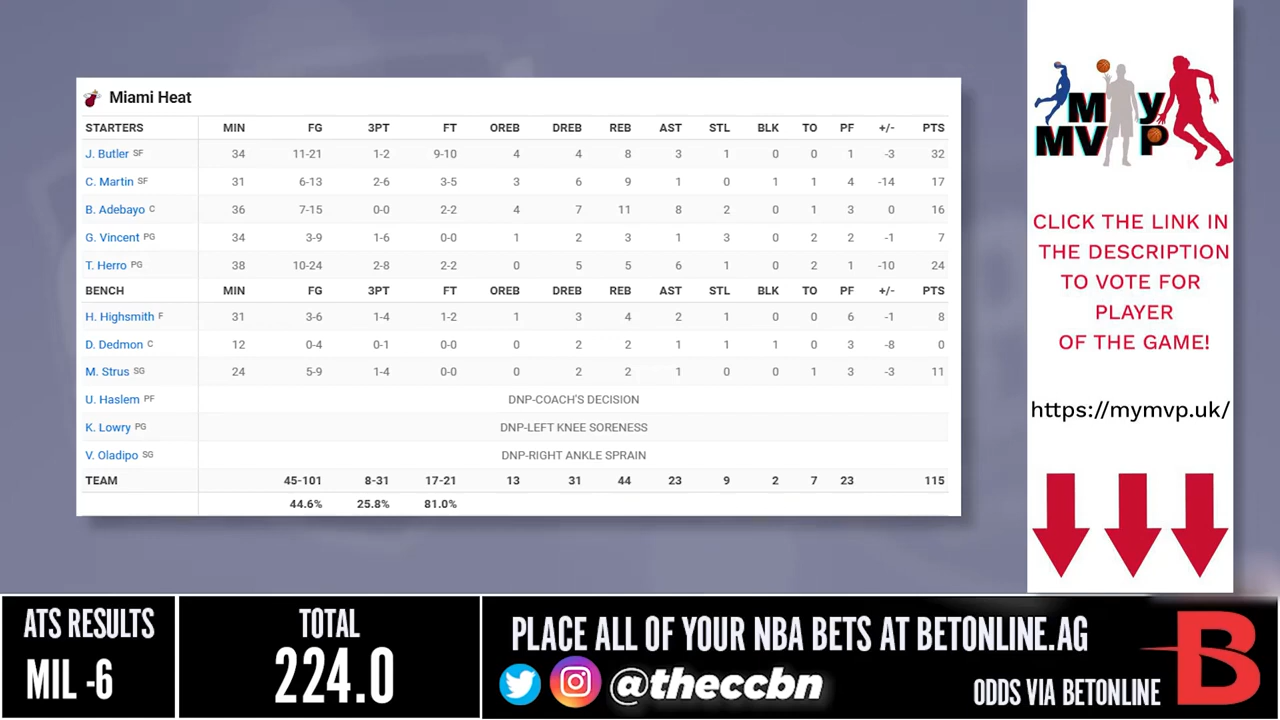 Miami Heat
STARTERS MIN FG 3PT FT OREB DREB REB AST STL BLK TO PF +/- PTS
J. Butler SF 34 11-21 1-2 9-10 4 4 8 3 1 0 0 1 -3 32
C. Martin SF 31 6-13 2-6 3-5 3 6 9 1 0 1 1 4 -14 17
B. Adebayo C 36 7-15 0-0 2-2 4 7 11 8 2 0 1 3 0 16
G. Vincent PG 34 3-9 1-6 0-0 1 2 3 1 3 0 2 2 -1 7
T. Herro PG 38 10-24 2-8 2-2 0 5 5 6 1 0 2 1 -10 24
BENCH MIN FG 3PT FT OREB DREB REB AST STL BLK TO PF +/- PTS
H. Highsmith F 31 3-6 1-4 1-2 1 3 4 2 1 0 0 6 -1 8
D. Dedmon C 12 0-4 0-1 0-0 0 2 2 1 1 1 0 3 -8 0
M. Strus SG 24 5-9 1-4 0-0 0 2 2 1 0 0 1 3 -3 11
U. Haslem PF DNP-COACH'S DECISION
K. Lowry PG DNP-LEFT KNEE SORENESS
V. Oladipo SG DNP-RIGHT ANKLE SPRAIN
TEAM 45-101 8-31 17-21 13 31 44 23 9 2 7 23 115
44.6% 25.8% 81.0%
My
MVP
CLICK THE LINK IN
THE DESCRIPTION
TO VOTE FOR
PLAYER
OF THE GAME!
https://mymvp.uk/
ATS RESULTS
MIL -6
TOTAL
224.0
PLACE ALL OF YOUR NBA BETS AT BETONLINE.AG
@theccbn
ODDS VIA BETONLINE
B